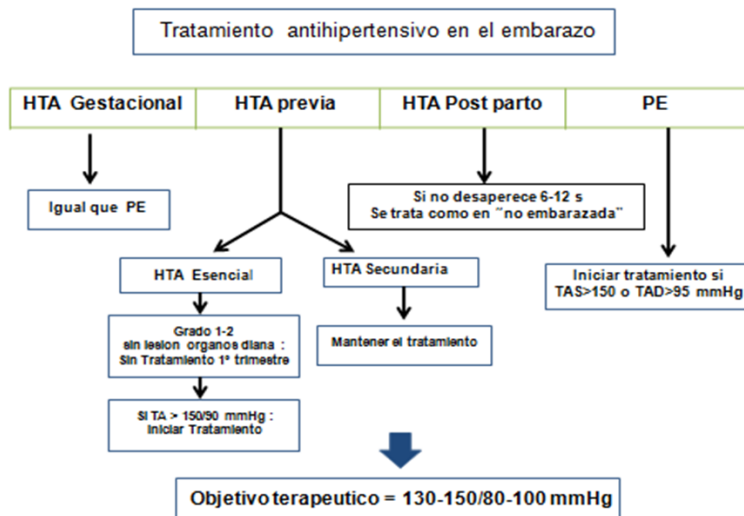 Tratamiento antihipertensivo en el embarazo
HTA Gestacional
HTA previa
HTA Post parto
PE
Igual que PE
Si no desaperece 6-12 s
Se trata como en "no embarazada"
HTA Esencial
HTA Secundaria
Iniciar tratamiento si
TAS>150 o TAD>95 mmHg
Grado 1-2
sin lesion organos diana :
Sin Tratamiento 1º trimestre
Mantener el tratamiento
Si TA > 150/90 mmHg :
Iniciar Tratamiento
Objetivo terapeutico = 130-150/80-100 mmHg